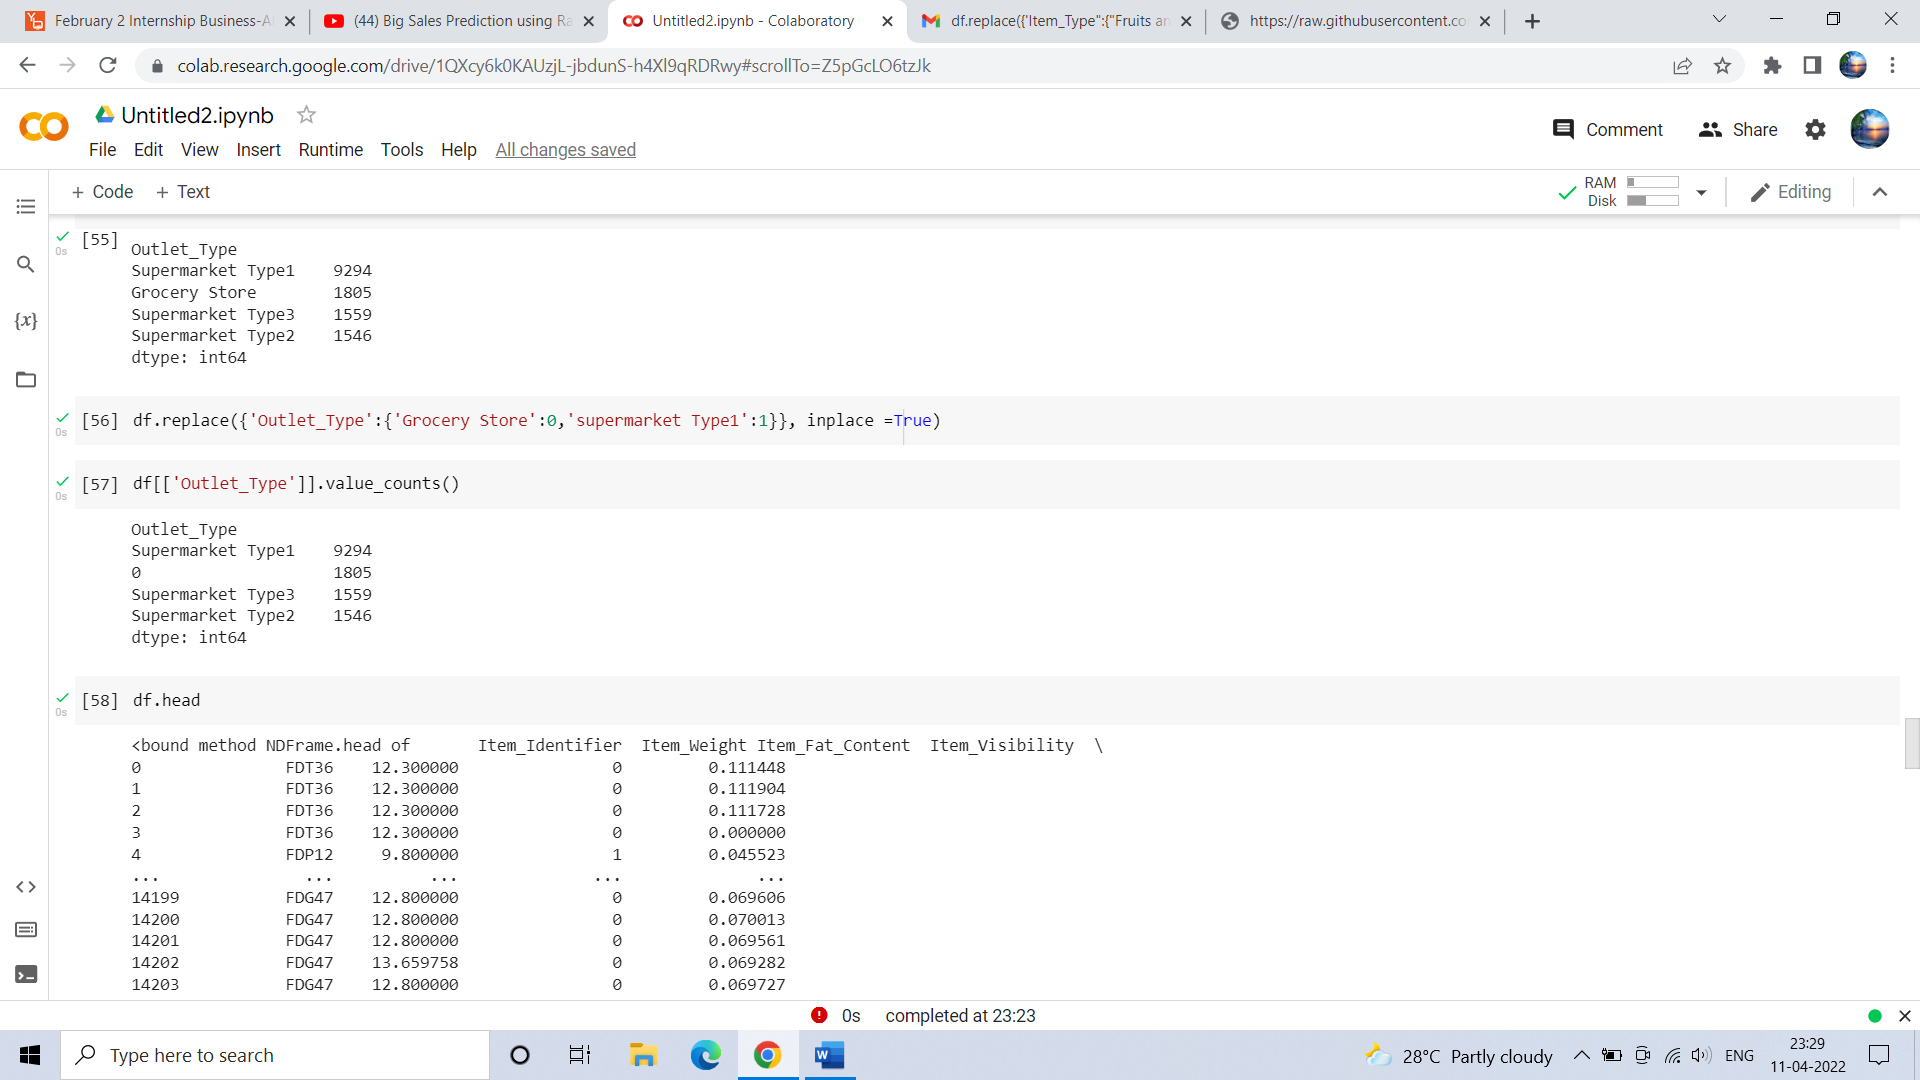 February 2 Internship Business-A
(44) Big Sales Prediction using Ra
Untitled2.ipynb - Colaboratory
df.replace({'Item_Type':{"Fruits an
https://raw.githubusercontent.co
colab.research.google.com/drive/1QXcy6k0KAUzjL-jbdunS-h4Xl9qRDRwy#scrollTo=Z5pGcLO6tzJk
Untitled2.ipynb
File Edit View Insert Runtime Tools Help All changes saved
Comment Share
+ Code + Text
RAM
Disk
Editing
[55]
0s
Outlet_Type
Supermarket Type1 9294
Grocery Store 1805
Supermarket Type3 1559
Supermarket Type2 1546
dtype: int64
[56] df.replace({'Outlet_Type':{'Grocery Store':0,'supermarket Type1':1}}, inplace =True)
0s
[57] df[['Outlet_Type']].value_counts()
0s
Outlet_Type
Supermarket Type1 9294
0 1805
Supermarket Type3 1559
Supermarket Type2 1546
dtype: int64
[58] df.head
0s
<bound method NDFrame.head of Item_Identifier Item_Weight Item_Fat_Content Item_Visibility \
0 FDT36 12.300000 0 0.111448
1 FDT36 12.300000 0 0.111904
2 FDT36 12.300000 0 0.111728
3 FDT36 12.300000 0 0.000000
4 FDP12 9.800000 1 0.045523
... ... ... ... ...
14199 FDG47 12.800000 0 0.069606
14200 FDG47 12.800000 0 0.070013
14201 FDG47 12.800000 0 0.069561
14202 FDG47 13.659758 0 0.069282
14203 FDG47 12.800000 0 0.069727
{x}
0s completed at 23:23
Type here to search
28°C Partly cloudy
ENG
23:29
11-04-2022